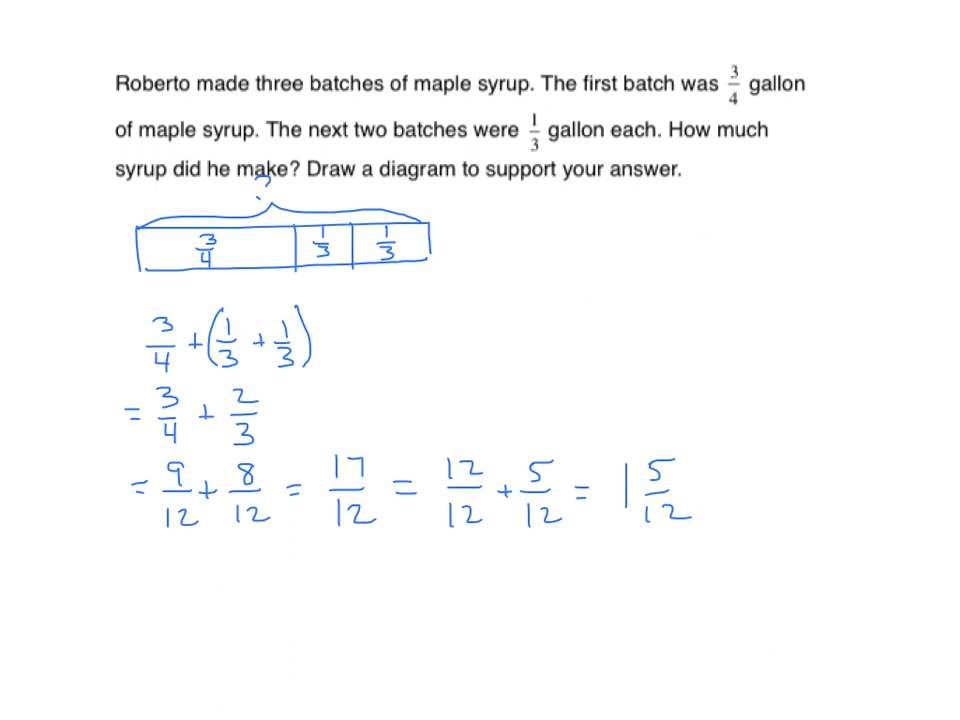 Roberto made three batches of maple syrup. The first batch was 3/4 gallon
of maple syrup. The next two batches were 1/3 gallon each. How much
syrup did he make? Draw a diagram to support your answer.
?
3/4 1/3 1/3
3/4 + (1/3 + 1/3)
= 3/4 + 2/3
= 9/12 + 8/12 = 17/12 = 12/12 + 5/12 = 1 5/12